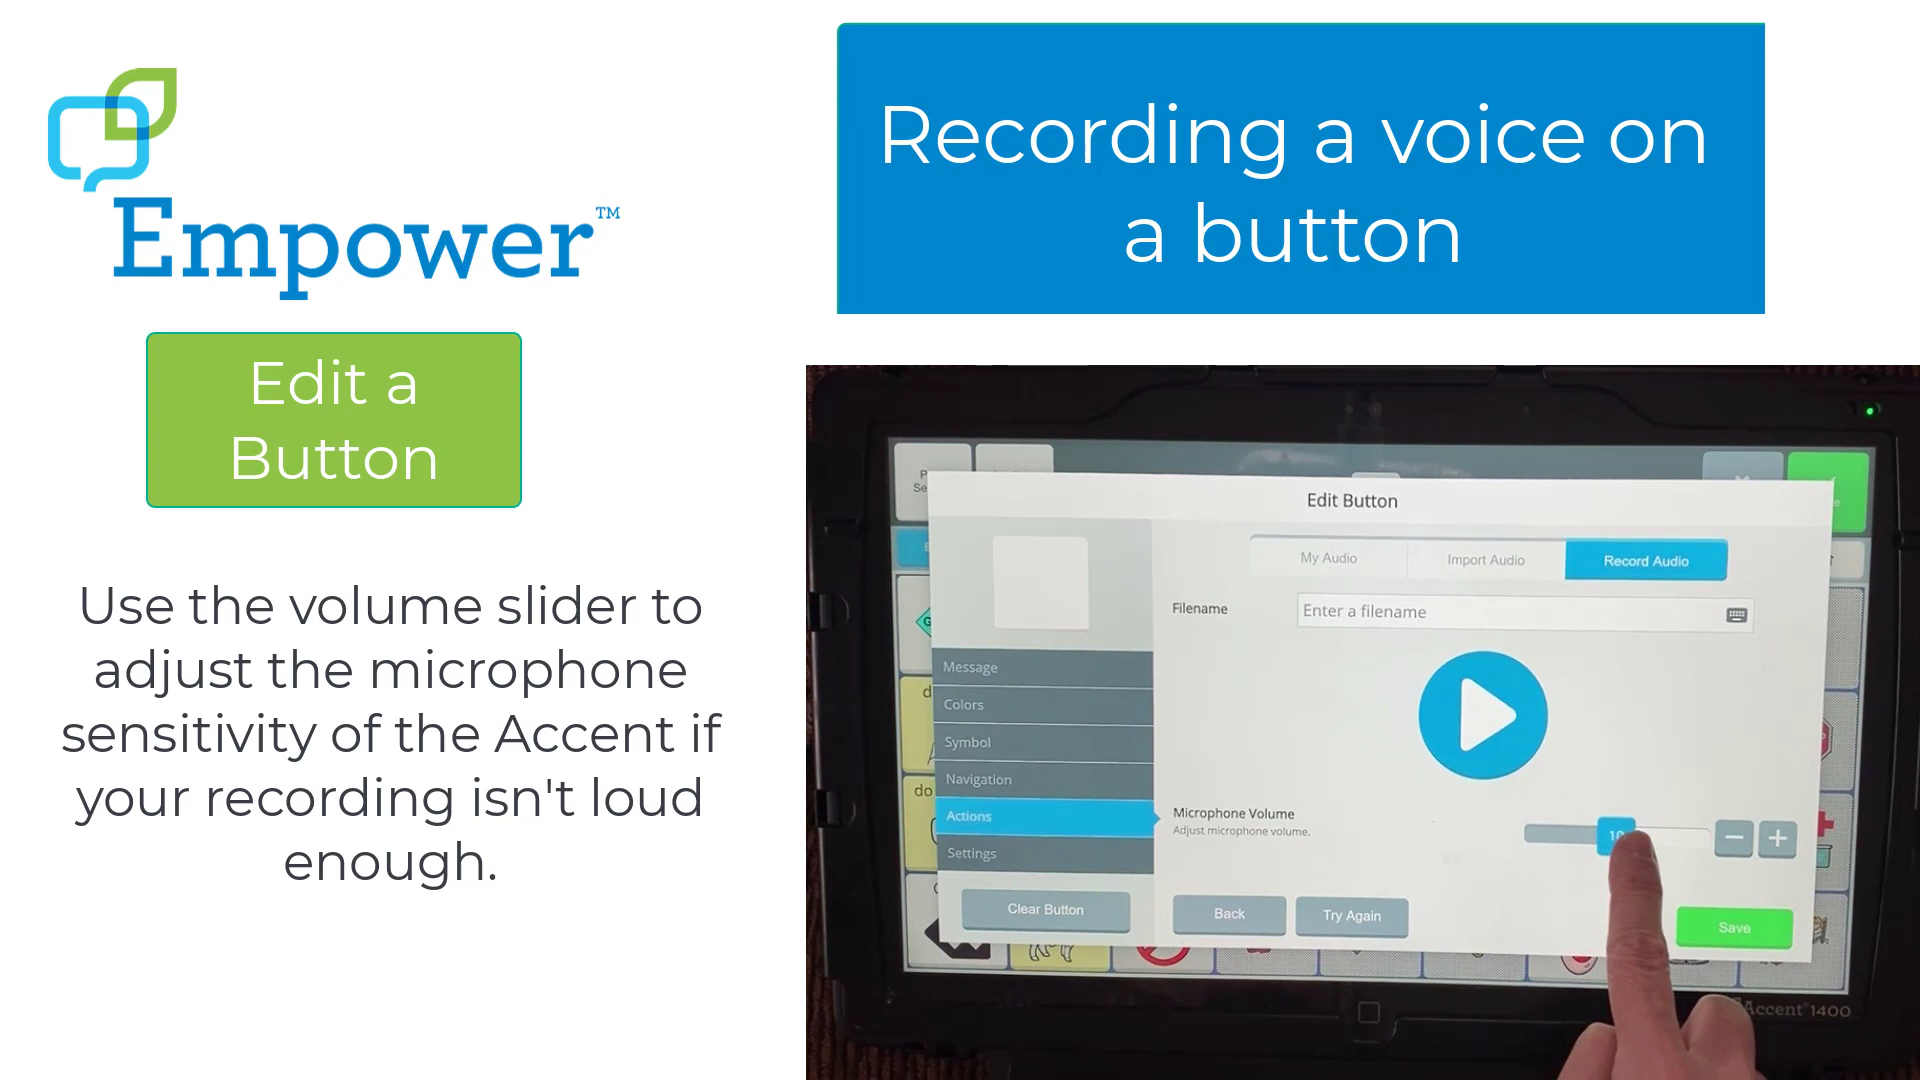 Empower™
Recording a voice on
a button
Edit a
Button
Use the volume slider to
adjust the microphone
sensitivity of the Accent if
your recording isn't loud
enough.
Edit Button
My Audio
Import Audio
Record Audio
Filename
Enter a filename
Message
Colors
Symbol
Navigation
Actions
Settings
Microphone Volume
Adjust microphone volume.
Clear Button
Back
Try Again
Save
Accent 1400